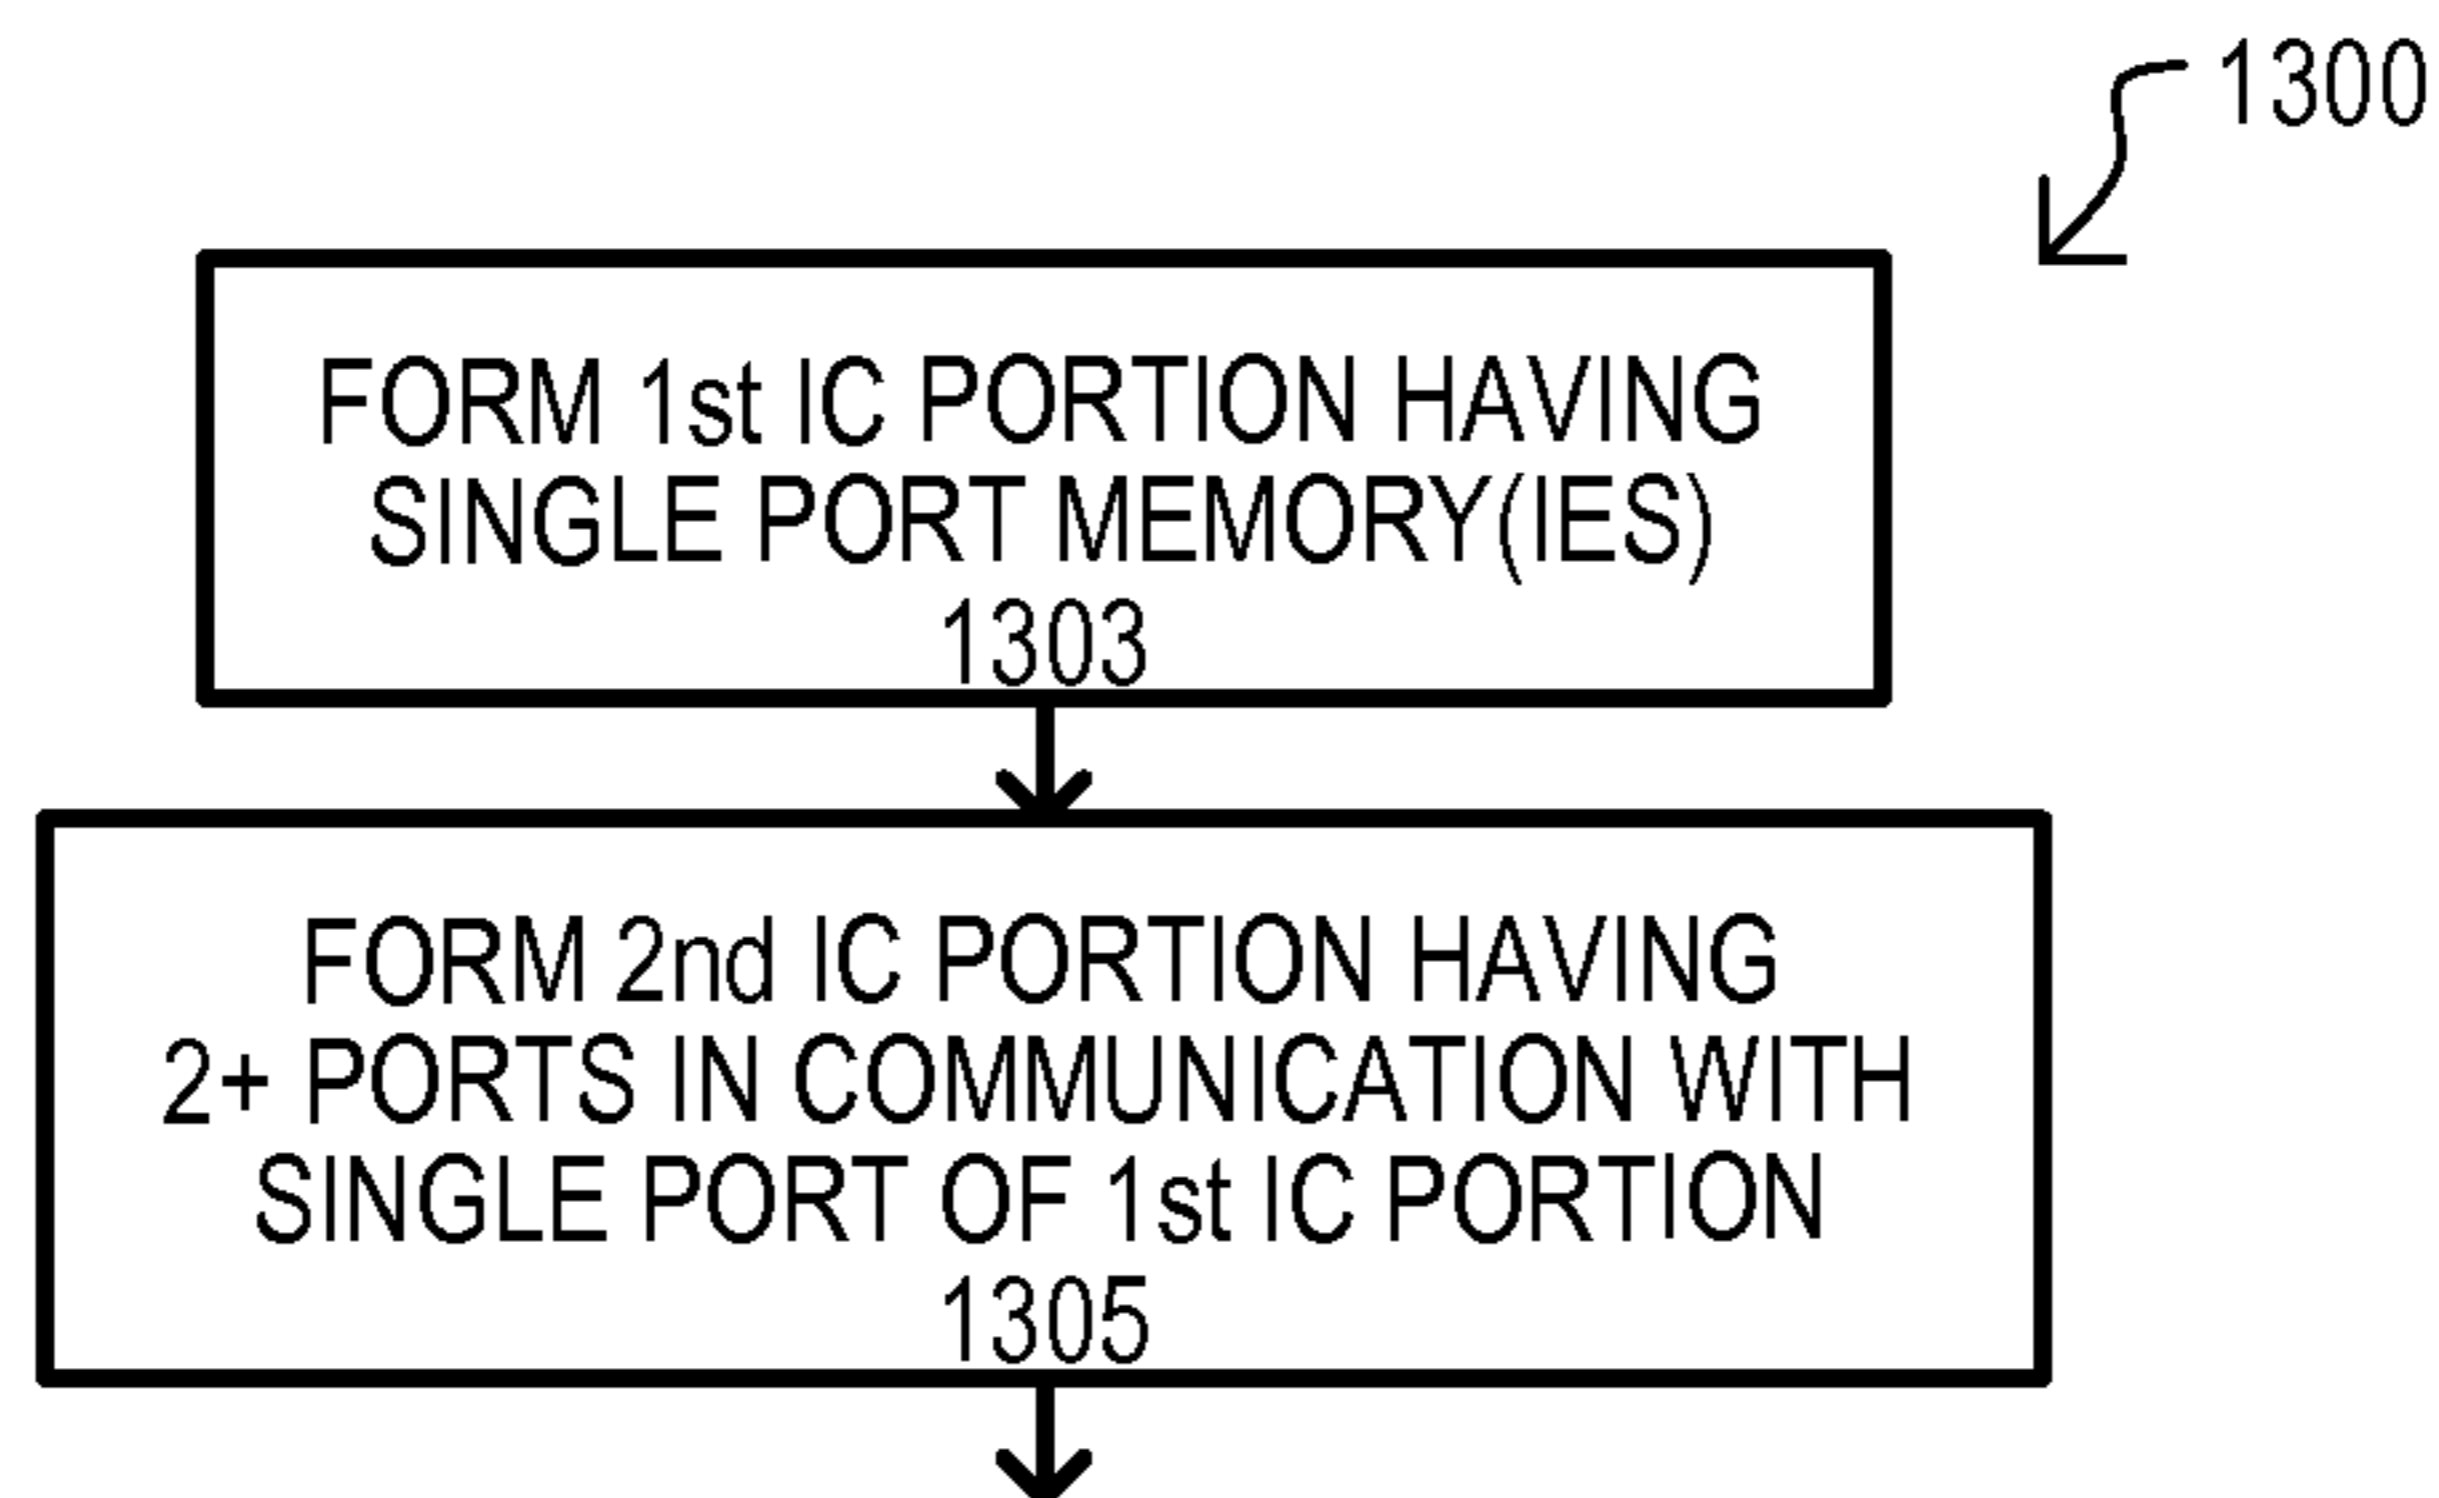 1300
FORM 1st IC PORTION HAVING
SINGLE PORT MEMORY(IES)
1303
FORM 2nd IC PORTION HAVING
2+ PORTS IN COMMUNICATION WITH
SINGLE PORT OF 1st IC PORTION
1305